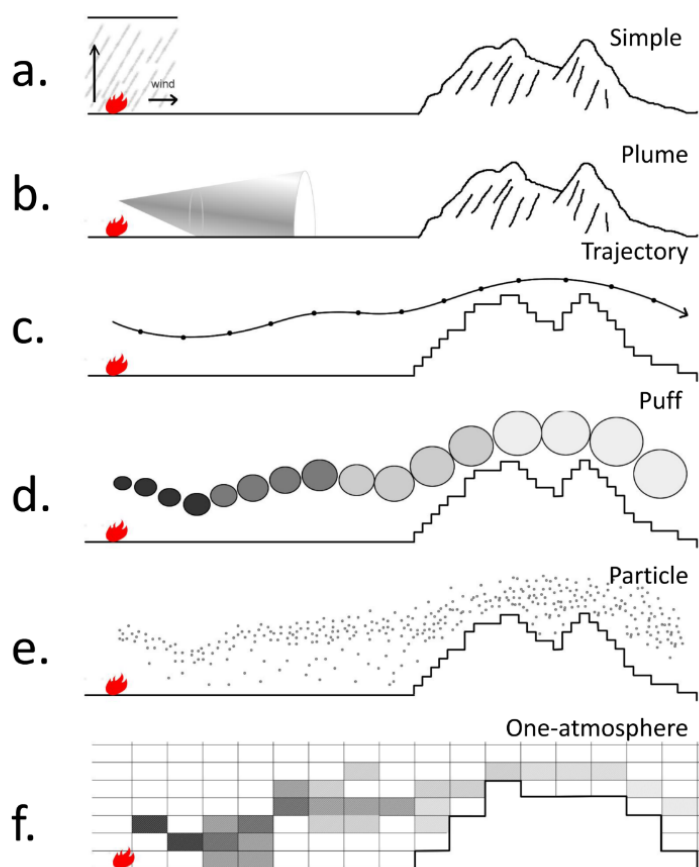 a.
Simple
wind
b.
Plume
Trajectory
c.
Puff
d.
Particle
e.
One-atmosphere
f.